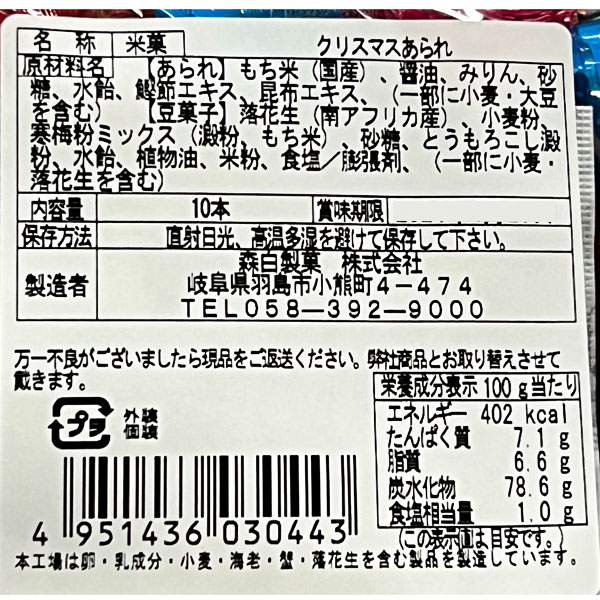 名 称 米菓 クリスマスあられ
原材料名 【あられ】もち米（国産）、醤油、みりん、砂
糖、水飴、鰹節エキス、昆布エキス、（一部に小麦・大豆
を含む） 【豆菓子】落花生（南アフリカ産）、小麦粉、
寒梅粉ミックス（澱粉、もち米）、砂糖、とうもろこし澱
粉、水飴、植物油、米粉、食塩／膨張剤、（一部に小麦・
落花生を含む）
内容量 10本 賞味期限
保存方法 直射日光、高温多湿を避けて保存して下さい。
製造者 森白製菓 株式会社
岐阜県羽島市小熊町4－474
TEL058－392－9000
万一不良がございましたら現品をご返送ください。弊社商品とお取り替えさせて
戴きます。
プラ 外装
個装
栄養成分表示 100g当たり
エネルギー 402 kcal
たんぱく質 7.1 g
脂質 6.6 g
炭水化物 78.6 g
食塩相当量 1.0 g
（この表示値は目安です。）
4 951436 030443
本工場は卵・乳成分・小麦・海老・蟹・落花生を含む製品を製造しています。